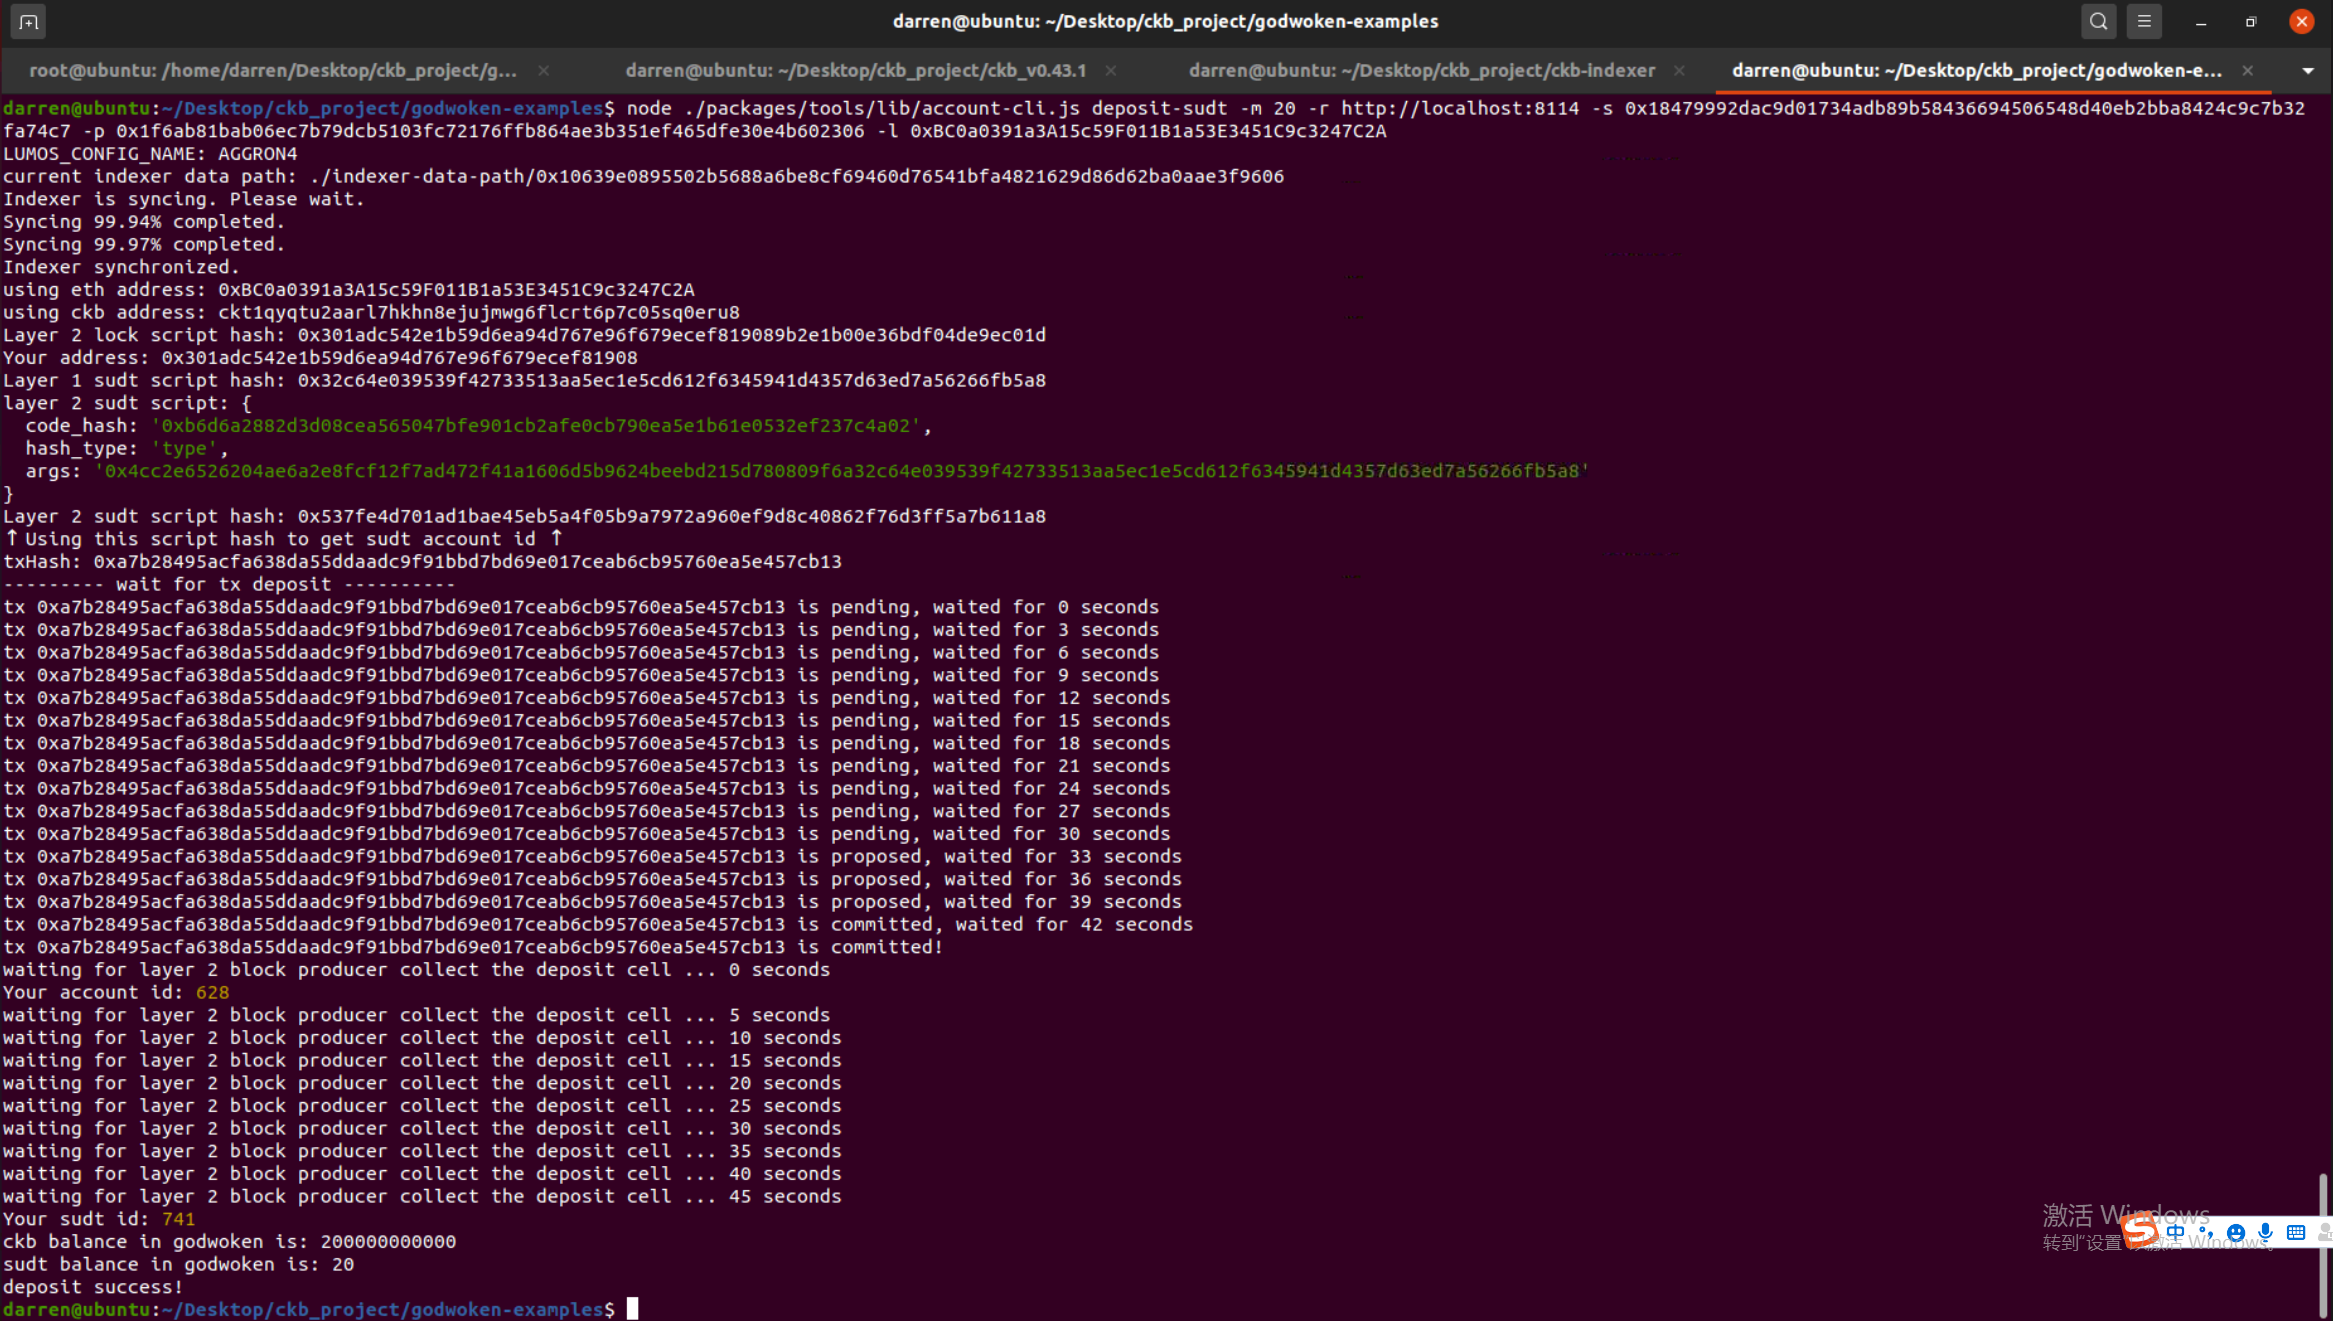 darren@ubuntu: ~/Desktop/ckb_project/godwoken-examples
root@ubuntu: /home/darren/Desktop/ckb_project/g...
darren@ubuntu: ~/Desktop/ckb_project/ckb_v0.43.1
darren@ubuntu: ~/Desktop/ckb_project/ckb-indexer
darren@ubuntu: ~/Desktop/ckb_project/godwoken-e...
darren@ubuntu:~/Desktop/ckb_project/godwoken-examples$ node ./packages/tools/lib/account-cli.js deposit-sudt -m 20 -r http://localhost:8114 -s 0x18479992dac9d01734adb89b58436694506548d40eb2bba8424c9c7b32
fa74c7 -p 0x1f6ab81bab06ec7b79dcb5103fc72176ffb864ae3b351ef465dfe30e4b602306 -l 0xBC0a0391a3A15c59F011B1a53E3451C9c3247C2A
LUMOS_CONFIG_NAME: AGGRON4
current indexer data path: ./indexer-data-path/0x10639e0895502b5688a6be8cf69460d76541bfa4821629d86d62ba0aae3f9606
Indexer is syncing. Please wait.
Syncing 99.94% completed.
Syncing 99.97% completed.
Indexer synchronized.
using eth address: 0xBC0a0391a3A15c59F011B1a53E3451C9c3247C2A
using ckb address: ckt1qyqtu2aarl7hkhn8ejujmwg6flcrt6p7c05sq0eru8
Layer 2 lock script hash: 0x301adc542e1b59d6ea94d767e96f679ecef819089b2e1b00e36bdf04de9ec01d
Your address: 0x301adc542e1b59d6ea94d767e96f679ecef81908
Layer 1 sudt script hash: 0x32c64e039539f42733513aa5ec1e5cd612f6345941d4357d63ed7a56266fb5a8
layer 2 sudt script: {
  code_hash: '0xb6d6a2882d3d08cea565047bfe901cb2afe0cb790ea5e1b61e0532ef237c4a02',
  hash_type: 'type',
  args: '0x4cc2e6526204ae6a2e8fcf12f7ad472f41a1606d5b9624beebd215d780809f6a32c64e039539f42733513aa5ec1e5cd612f6345941d4357d63ed7a56266fb5a8'
}
Layer 2 sudt script hash: 0x537fe4d701ad1bae45eb5a4f05b9a7972a960ef9d8c40862f76d3ff5a7b611a8
↑Using this script hash to get sudt account id ↑
txHash: 0xa7b28495acfa638da55ddaadc9f91bbd7bd69e017ceab6cb95760ea5e457cb13
--------- wait for tx deposit ----------
tx 0xa7b28495acfa638da55ddaadc9f91bbd7bd69e017ceab6cb95760ea5e457cb13 is pending, waited for 0 seconds
tx 0xa7b28495acfa638da55ddaadc9f91bbd7bd69e017ceab6cb95760ea5e457cb13 is pending, waited for 3 seconds
tx 0xa7b28495acfa638da55ddaadc9f91bbd7bd69e017ceab6cb95760ea5e457cb13 is pending, waited for 6 seconds
tx 0xa7b28495acfa638da55ddaadc9f91bbd7bd69e017ceab6cb95760ea5e457cb13 is pending, waited for 9 seconds
tx 0xa7b28495acfa638da55ddaadc9f91bbd7bd69e017ceab6cb95760ea5e457cb13 is pending, waited for 12 seconds
tx 0xa7b28495acfa638da55ddaadc9f91bbd7bd69e017ceab6cb95760ea5e457cb13 is pending, waited for 15 seconds
tx 0xa7b28495acfa638da55ddaadc9f91bbd7bd69e017ceab6cb95760ea5e457cb13 is pending, waited for 18 seconds
tx 0xa7b28495acfa638da55ddaadc9f91bbd7bd69e017ceab6cb95760ea5e457cb13 is pending, waited for 21 seconds
tx 0xa7b28495acfa638da55ddaadc9f91bbd7bd69e017ceab6cb95760ea5e457cb13 is pending, waited for 24 seconds
tx 0xa7b28495acfa638da55ddaadc9f91bbd7bd69e017ceab6cb95760ea5e457cb13 is pending, waited for 27 seconds
tx 0xa7b28495acfa638da55ddaadc9f91bbd7bd69e017ceab6cb95760ea5e457cb13 is pending, waited for 30 seconds
tx 0xa7b28495acfa638da55ddaadc9f91bbd7bd69e017ceab6cb95760ea5e457cb13 is proposed, waited for 33 seconds
tx 0xa7b28495acfa638da55ddaadc9f91bbd7bd69e017ceab6cb95760ea5e457cb13 is proposed, waited for 36 seconds
tx 0xa7b28495acfa638da55ddaadc9f91bbd7bd69e017ceab6cb95760ea5e457cb13 is proposed, waited for 39 seconds
tx 0xa7b28495acfa638da55ddaadc9f91bbd7bd69e017ceab6cb95760ea5e457cb13 is committed, waited for 42 seconds
tx 0xa7b28495acfa638da55ddaadc9f91bbd7bd69e017ceab6cb95760ea5e457cb13 is committed!
waiting for layer 2 block producer collect the deposit cell ... 0 seconds
Your account id: 628
waiting for layer 2 block producer collect the deposit cell ... 5 seconds
waiting for layer 2 block producer collect the deposit cell ... 10 seconds
waiting for layer 2 block producer collect the deposit cell ... 15 seconds
waiting for layer 2 block producer collect the deposit cell ... 20 seconds
waiting for layer 2 block producer collect the deposit cell ... 25 seconds
waiting for layer 2 block producer collect the deposit cell ... 30 seconds
waiting for layer 2 block producer collect the deposit cell ... 35 seconds
waiting for layer 2 block producer collect the deposit cell ... 40 seconds
waiting for layer 2 block producer collect the deposit cell ... 45 seconds
Your sudt id: 741
ckb balance in godwoken is: 200000000000
sudt balance in godwoken is: 20
deposit success!
darren@ubuntu:~/Desktop/ckb_project/godwoken-examples$
激活 Windows
转到"设置"以激活 Windows。
中